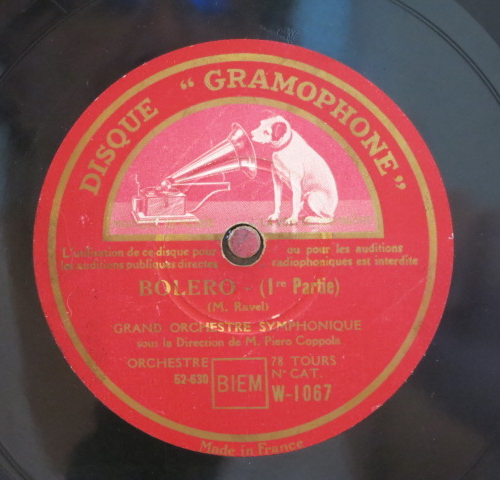 DISQUE “GRAMOPHONE”
L'utilisation de ce disque pour ou pour les auditions
les auditions publiques directes radiophoniques est interdite
BOLERO - (1re Partie)
(M. Ravel)
GRAND ORCHESTRE SYMPHONIQUE
sous la Direction de M. Piero Coppola
ORCHESTRE 78 TOURS
52-630 BIEM N° CAT.
W-1067
Made in France